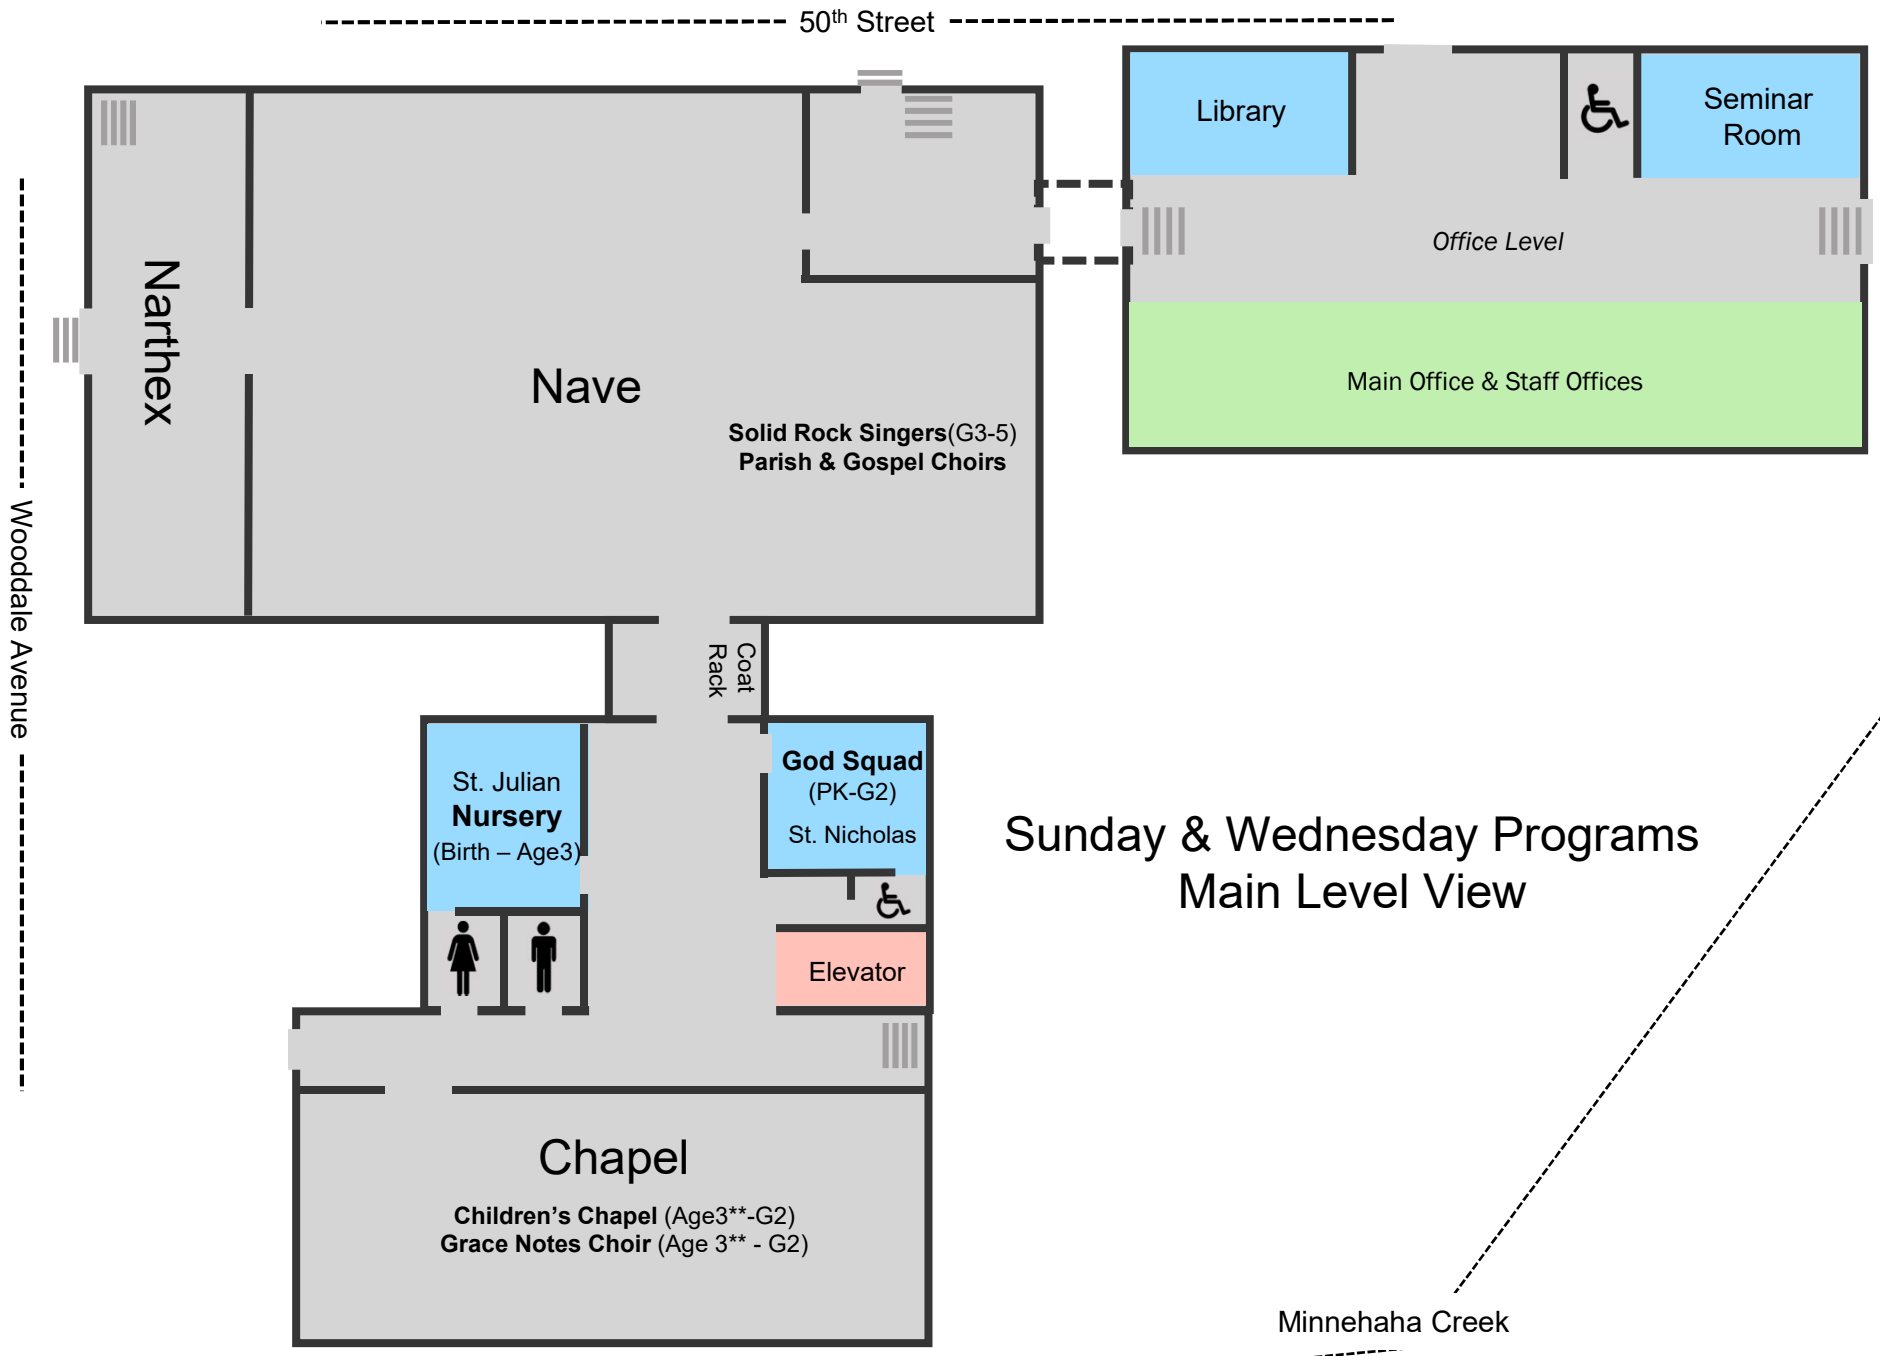 50th Street
Library
Seminar
Room
Office Level
Main Office & Staff Offices
Narthex
Nave
Solid Rock Singers(G3-5)
Parish & Gospel Choirs
Wooddale Avenue
Coat
Rack
St. Julian
Nursery
(Birth – Age3)
God Squad
(PK-G2)
St. Nicholas
Elevator
Sunday & Wednesday Programs
Main Level View
Chapel
Children’s Chapel (Age3**-G2)
Grace Notes Choir (Age 3** - G2)
Minnehaha Creek